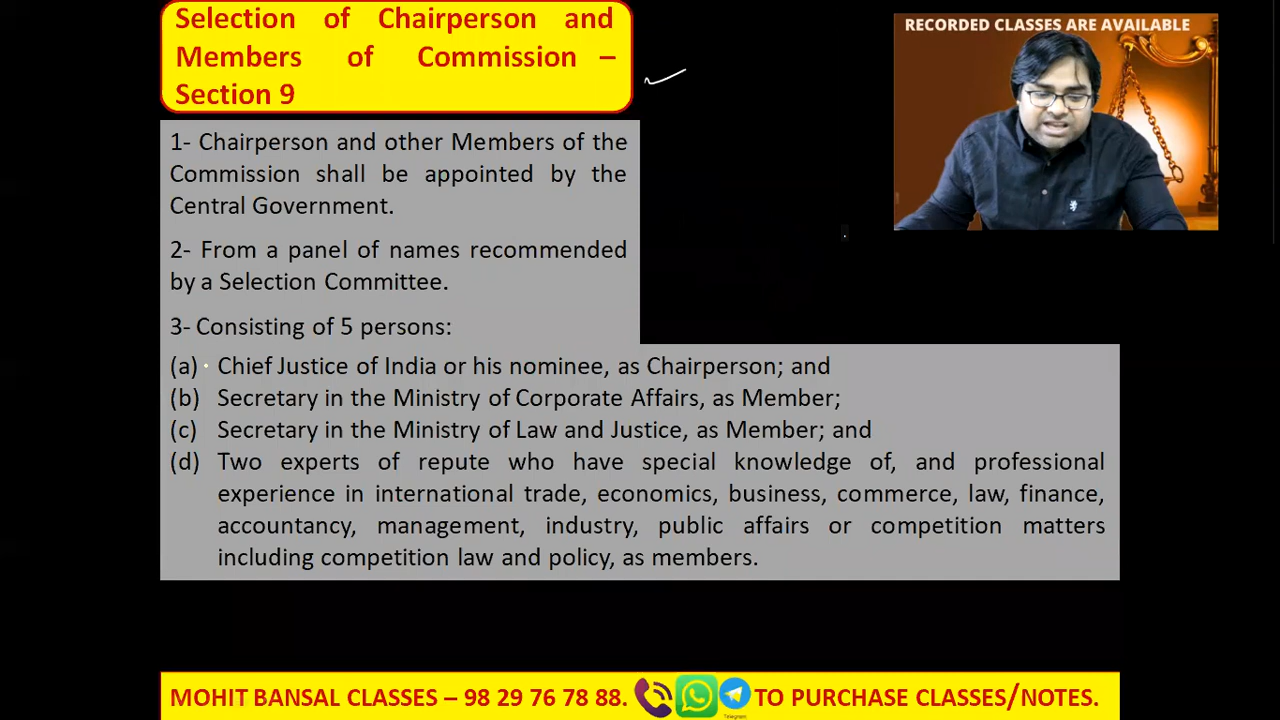 Selection of Chairperson and
Members of Commission –
Section 9
RECORDED CLASSES ARE AVAILABLE
1- Chairperson and other Members of the
Commission shall be appointed by the
Central Government.
2- From a panel of names recommended
by a Selection Committee.
3- Consisting of 5 persons:
(a) Chief Justice of India or his nominee, as Chairperson; and
(b) Secretary in the Ministry of Corporate Affairs, as Member;
(c) Secretary in the Ministry of Law and Justice, as Member; and
(d) Two experts of repute who have special knowledge of, and professional
experience in international trade, economics, business, commerce, law, finance,
accountancy, management, industry, public affairs or competition matters
including competition law and policy, as members.
MOHIT BANSAL CLASSES – 98 29 76 78 88. TO PURCHASE CLASSES/NOTES.
Telegram